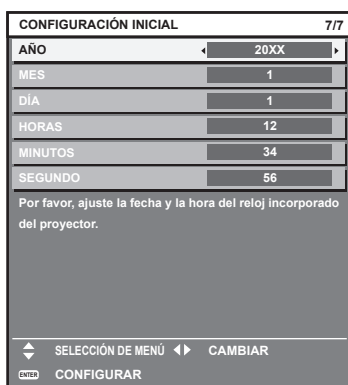 CONFIGURACIÓN INICIAL 7/7
AÑO 20XX
MES 1
DÍA 1
HORAS 12
MINUTOS 34
SEGUNDO 56
Por favor, ajuste la fecha y la hora del reloj incorporado
del proyector.
SELECCIÓN DE MENÚ CAMBIAR
ENTER CONFIGURAR